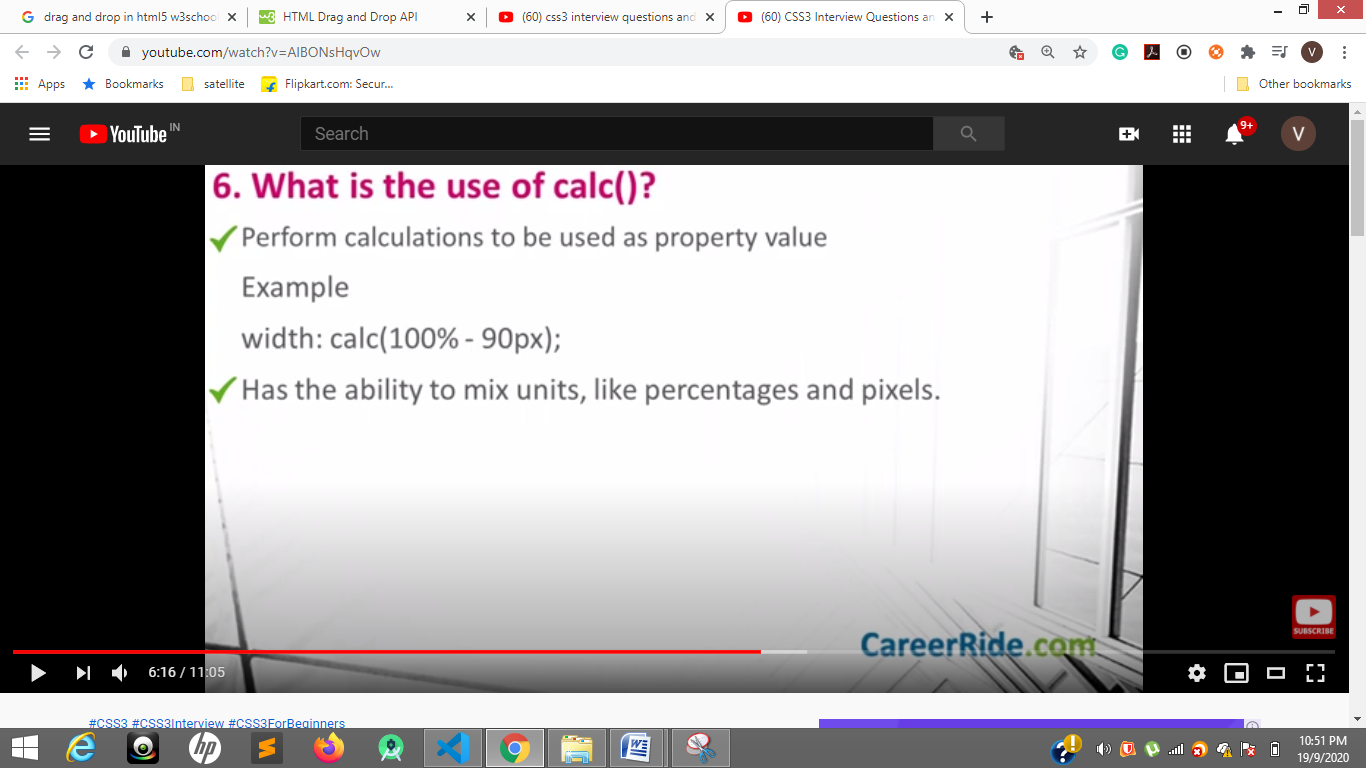 drag and drop in html5 w3schoo
HTML Drag and Drop API
(60) css3 interview questions and
(60) CSS3 Interview Questions an
youtube.com/watch?v=AIBONsHqvOw
V
Apps
Bookmarks
satellite
Flipkart.com: Secur...
Other bookmarks
YouTube IN
Search
9+
V
6. What is the use of calc()?
Perform calculations to be used as property value
Example
width: calc(100% - 90px);
Has the ability to mix units, like percentages and pixels.
SUBSCRIBE
CareerRide.com
6:16 / 11:05
#CSS3 #CSS3Interview #CSS3ForBeginners
10:51 PM
19/9/2020